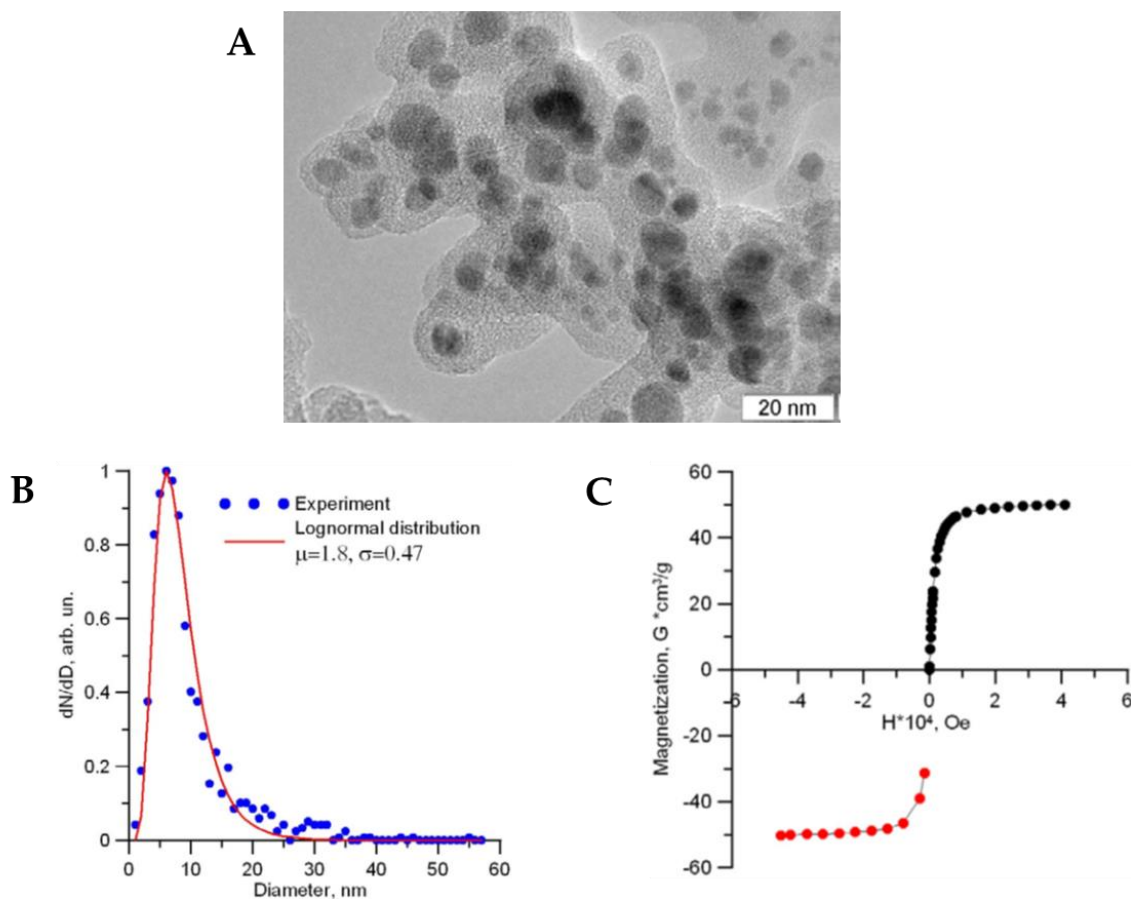 A
20 nm
B
1
0.8
0.6
0.4
0.2
0
dN/dD, arb. un.
Experiment
Lognormal distribution
μ=1.8, σ=0.47
0 10 20 30 40 50 60
Diameter, nm
C
60
40
20
0
-20
-40
-60
Magnetization, G *cm³/g
-6 -4 -2 0 2 4 6
H*10⁴, Oe